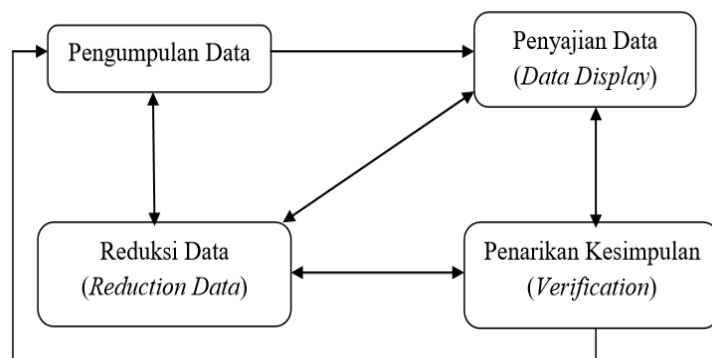 Pengumpulan Data
Penyajian Data
(Data Display)
Reduksi Data
(Reduction Data)
Penarikan Kesimpulan
(Verification)